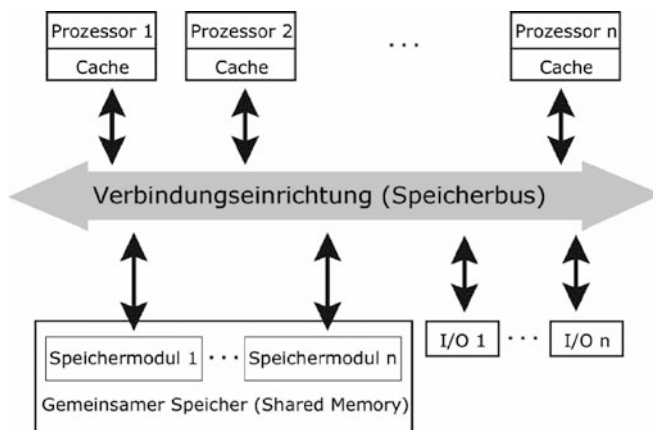 Prozessor 1
Cache
Prozessor 2
Cache
...
Prozessor n
Cache
Verbindungseinrichtung (Speicherbus)
Speichermodul 1 ... Speichermodul n
Gemeinsamer Speicher (Shared Memory)
I/O 1 ... I/O n